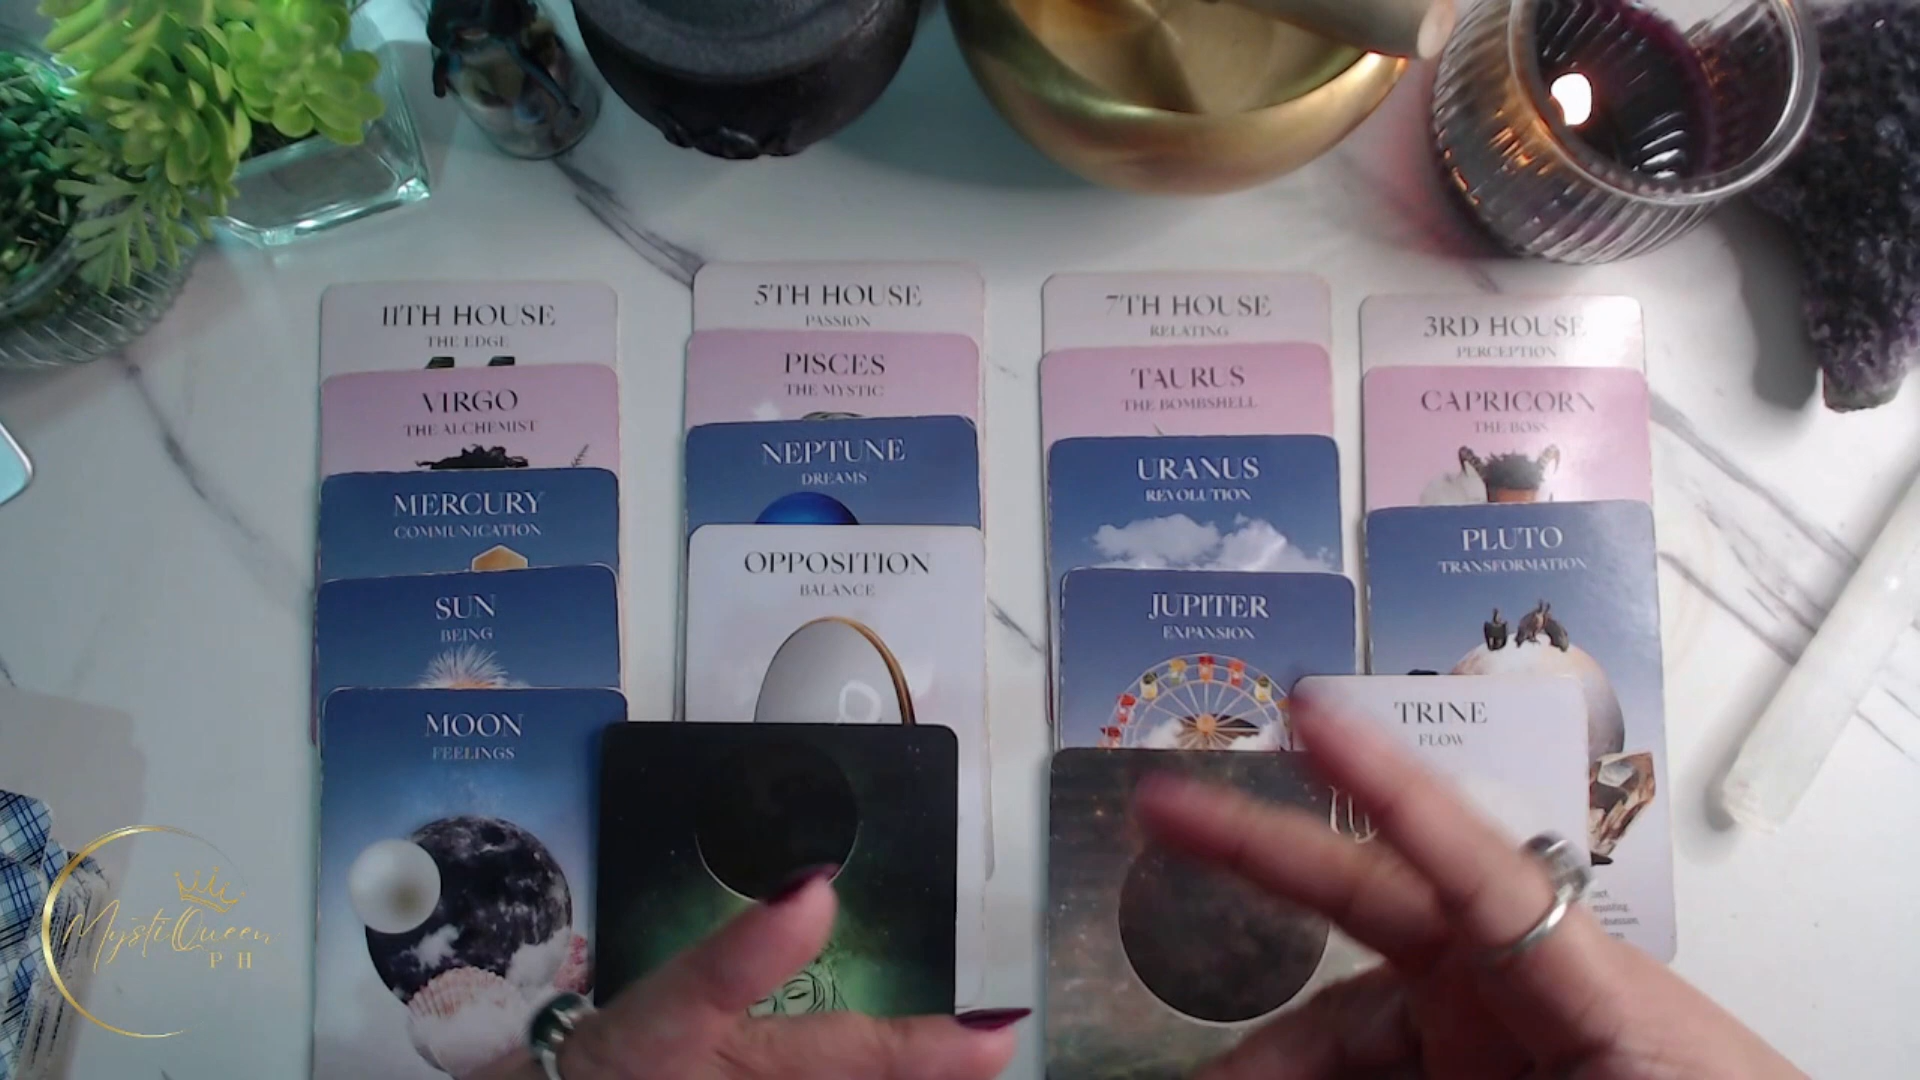 11TH HOUSE
THE EDGE
VIRGO
THE ALCHEMIST
MERCURY
COMMUNICATION
SUN
BEING
MOON
FEELINGS
5TH HOUSE
PASSION
PISCES
THE MYSTIC
NEPTUNE
DREAMS
OPPOSITION
BALANCE
7TH HOUSE
RELATING
TAURUS
THE BOMBSHELL
URANUS
REVOLUTION
JUPITER
EXPANSION
3RD HOUSE
PERCEPTION
CAPRICORN
THE BOSS
PLUTO
TRANSFORMATION
TRINE
FLOW
MystiQueen
PH